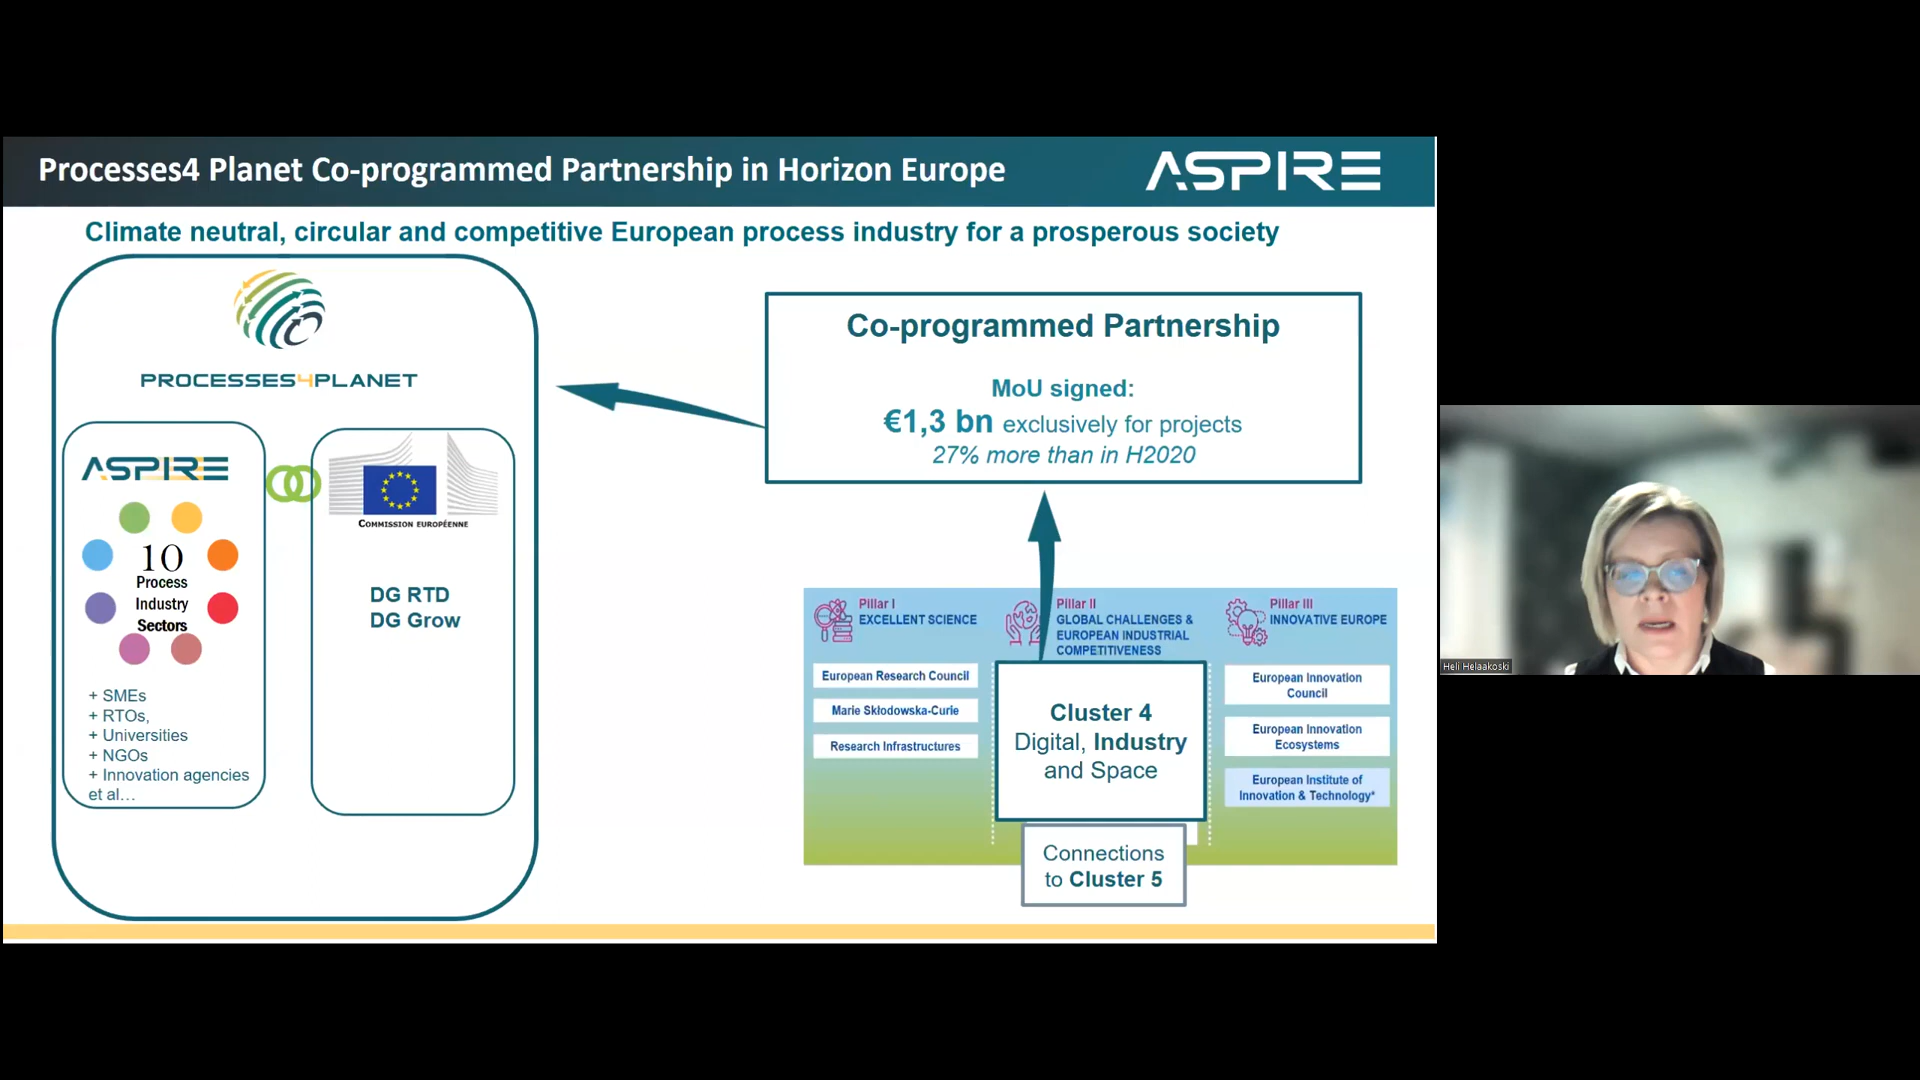 Processes4 Planet Co-programmed Partnership in Horizon Europe
ASPIRE
Climate neutral, circular and competitive European process industry for a prosperous society
PROCESSES4PLANET
ASPIRE
10
Process
Industry
Sectors
+ SMEs
+ RTOs,
+ Universities
+ NGOs
+ Innovation agencies
et al…
COMMISSION EUROPÉENNE
DG RTD
DG Grow
Co-programmed Partnership
MoU signed:
€1,3 bn exclusively for projects
27% more than in H2020
Pillar I
EXCELLENT SCIENCE
European Research Council
Marie Skłodowska-Curie
Research Infrastructures
Pillar II
GLOBAL CHALLENGES &
EUROPEAN INDUSTRIAL
COMPETITIVENESS
Cluster 4
Digital, Industry
and Space
Connections
to Cluster 5
Pillar III
INNOVATIVE EUROPE
European Innovation
Council
European Innovation
Ecosystems
European Institute of
Innovation & Technology*
Heli Helaakoski